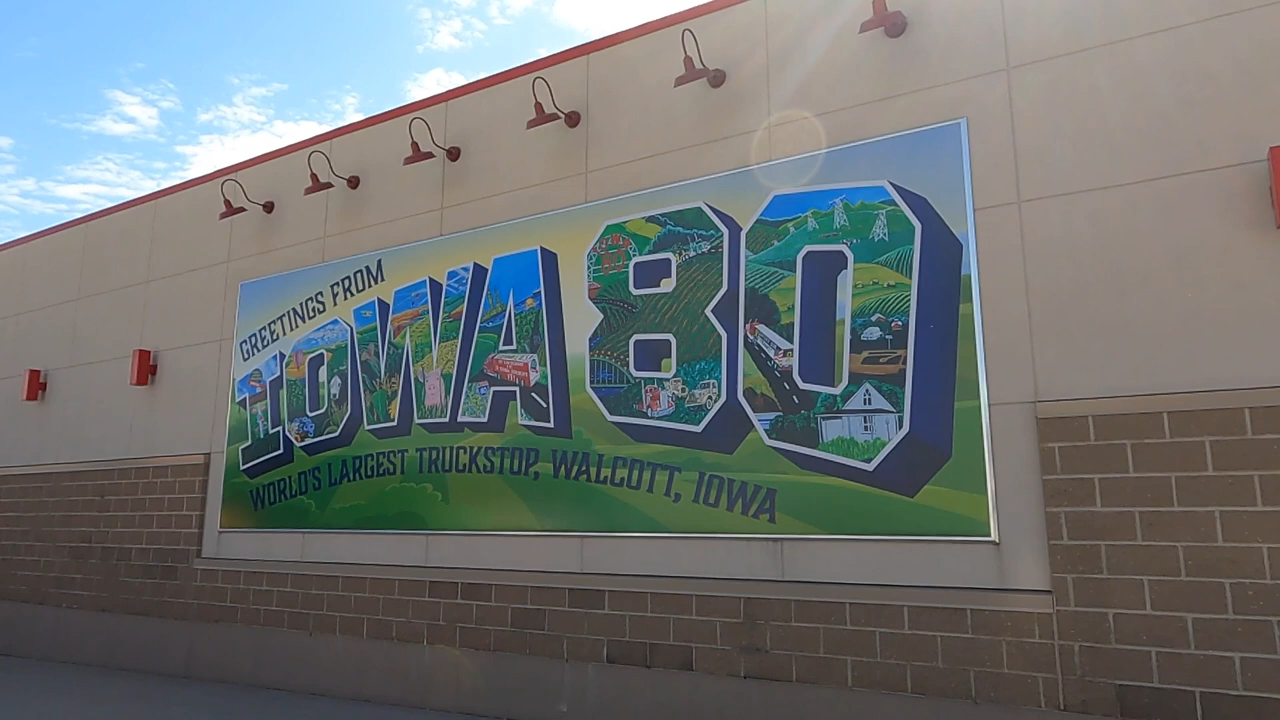 GREETINGS FROM
IOWA 80
WORLD'S LARGEST TRUCKSTOP, WALCOTT, IOWA